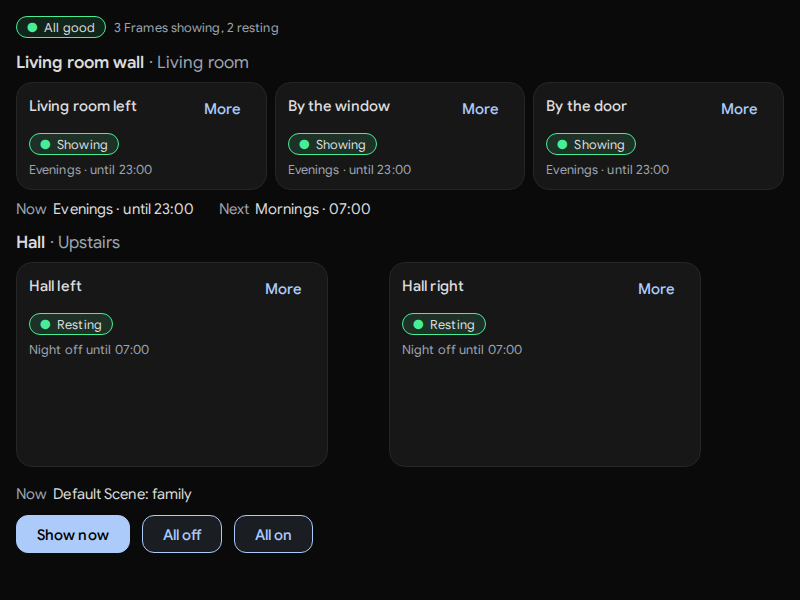 All good 3 Frames showing, 2 resting
Living room wall · Living room
Living room left More By the window More By the door More
Showing Showing Showing
Evenings · until 23:00 Evenings · until 23:00 Evenings · until 23:00
Now Evenings · until 23:00 Next Mornings · 07:00
Hall · Upstairs
Hall left More Hall right More
Resting Resting
Night off until 07:00 Night off until 07:00
Now Default Scene: family
Show now All off All on